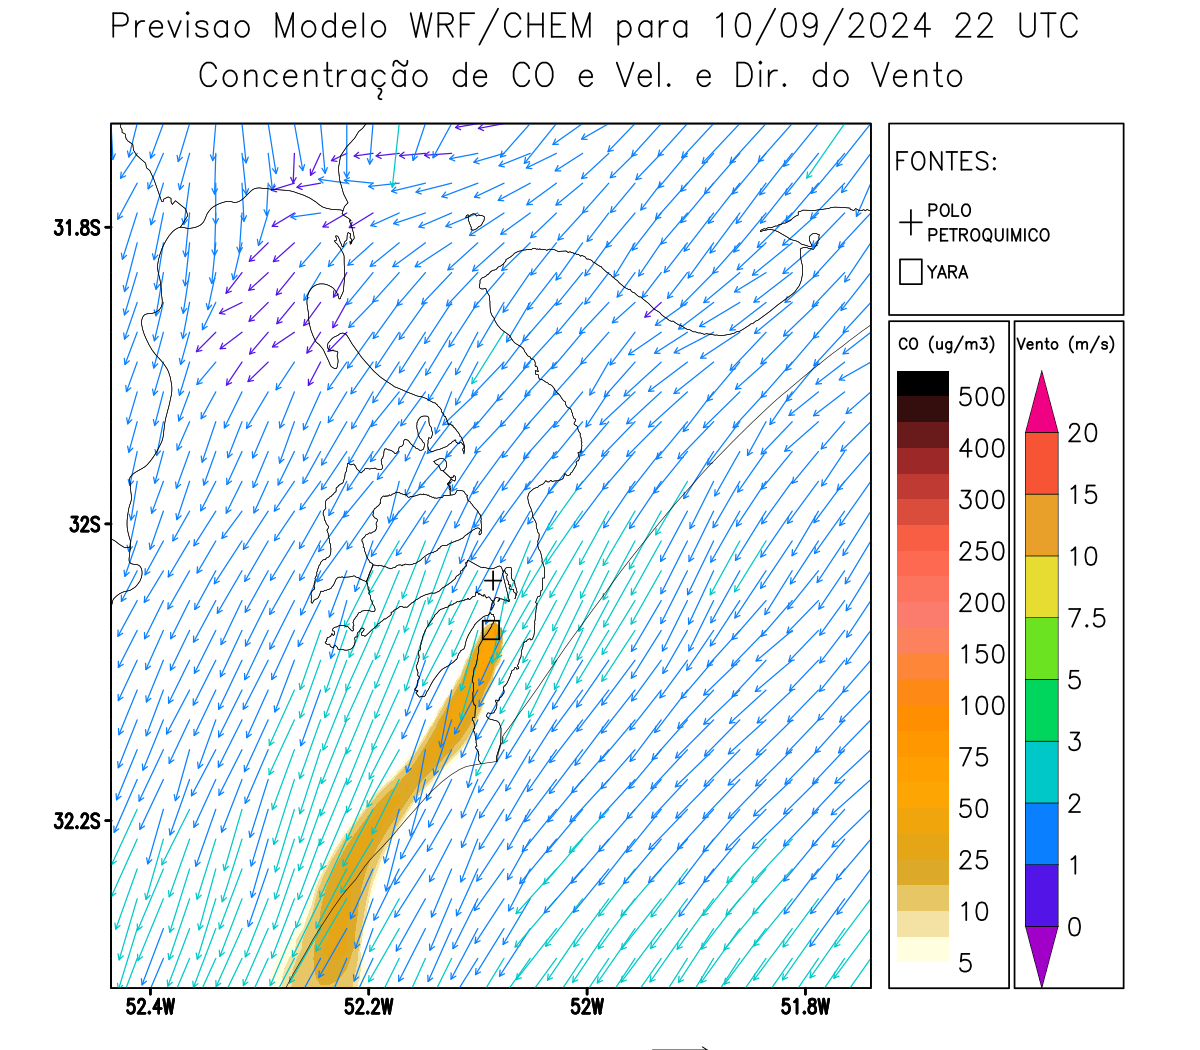 Previsao Modelo WRF/CHEM para 10/09/2024 22 UTC
Concentração de CO e Vel. e Dir. do Vento
FONTES:
POLO
PETROQUIMICO
YARA
31.8S
32S
32.2S
52.4W
52.2W
52W
51.8W
CO (ug/m3)
500
400
300
250
200
150
100
75
50
25
10
5
Vento (m/s)
20
15
10
7.5
5
3
2
1
0